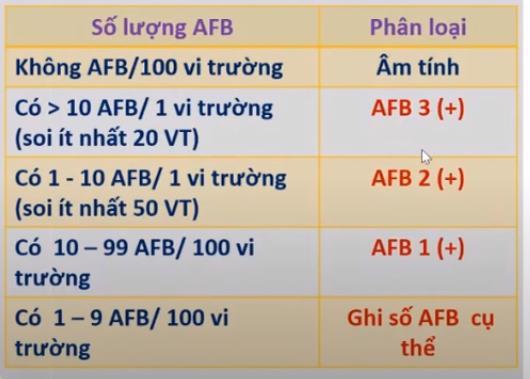 Số lượng AFB
Phân loại
Không AFB/100 vi trường
Âm tính
Có > 10 AFB/ 1 vi trường
(soi ít nhất 20 VT)
AFB 3 (+)
Có 1 - 10 AFB/ 1 vi trường
(soi ít nhất 50 VT)
AFB 2 (+)
Có 10 – 99 AFB/ 100 vi
trường
AFB 1 (+)
Có 1 – 9 AFB/ 100 vi
trường
Ghi số AFB cụ
thể